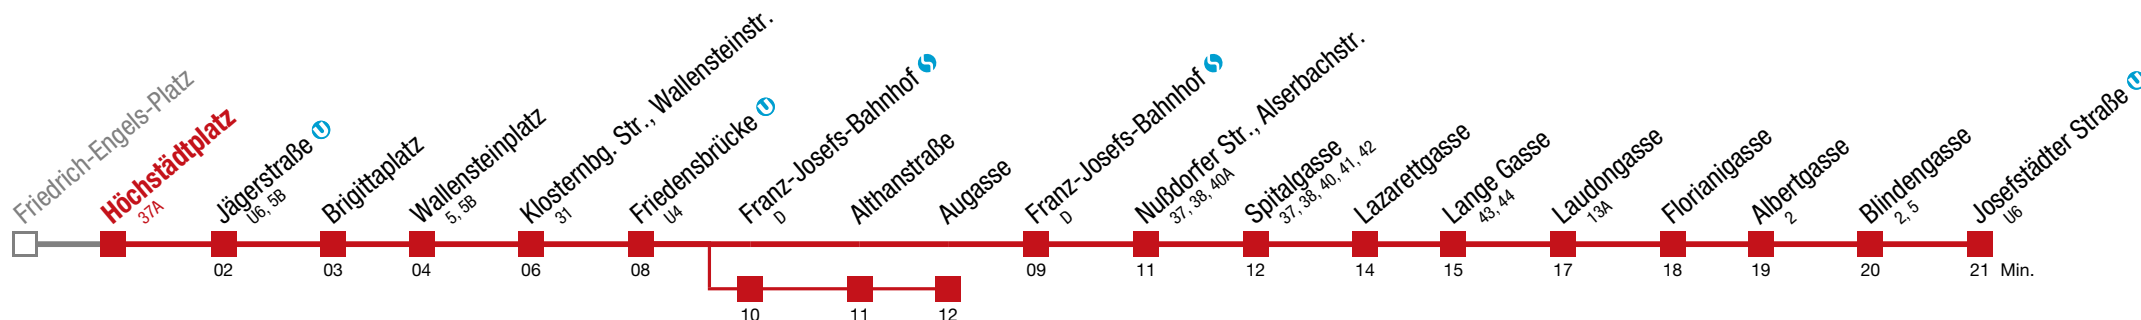 Friedrich-Engels-Platz
Höchstädtplatz
37A
Jägerstraße U
U6, 5B
Brigittaplatz
Wallensteinplatz
5, 5B
Klosternbg. Str., Wallensteinstr.
31
Friedensbrücke U
U4
Franz-Josefs-Bahnhof S
D
Althanstraße
Augasse
Franz-Josefs-Bahnhof S
D
Nußdorfer Str., Alserbachstr.
37, 38, 40A
Spitalgasse
37, 38, 40, 41, 42
Lazarettgasse
Lange Gasse
43, 44
Laudongasse
13A
Florianigasse
Albertgasse
2
Blindengasse
2, 5
Josefstädter Straße U
U6
02 03 04 06 08 09 11 12 14 15 17 18 19 20 21 Min.
10 11 12